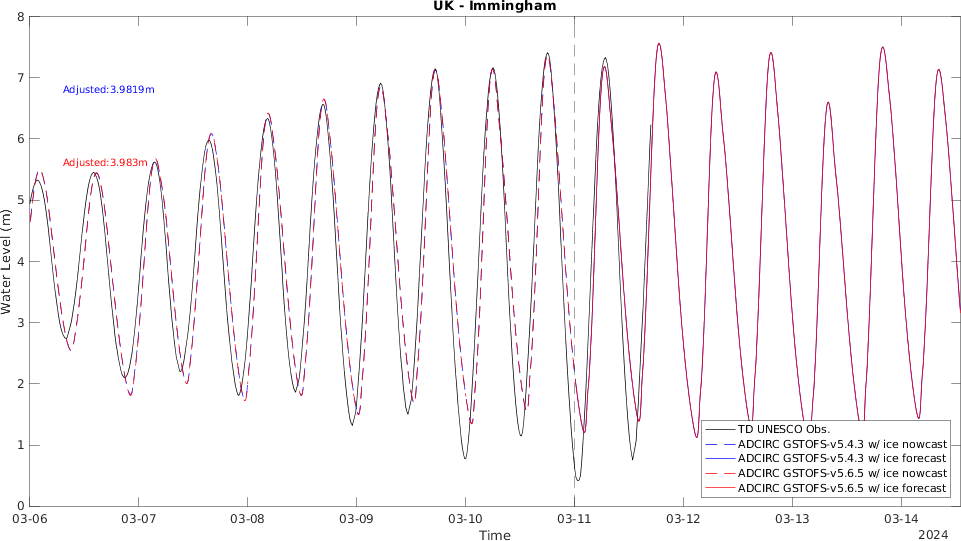 UK - Immingham
8
7
6
5
4
3
2
1
0
Water Level (m)
Adjusted:3.9819m
Adjusted:3.983m
TD UNESCO Obs.
ADCIRC GSTOFS-v5.4.3 w/ ice nowcast
ADCIRC GSTOFS-v5.4.3 w/ ice forecast
ADCIRC GSTOFS-v5.6.5 w/ ice nowcast
ADCIRC GSTOFS-v5.6.5 w/ ice forecast
03-06 03-07 03-08 03-09 03-10 03-11 03-12 03-13 03-14
Time
2024